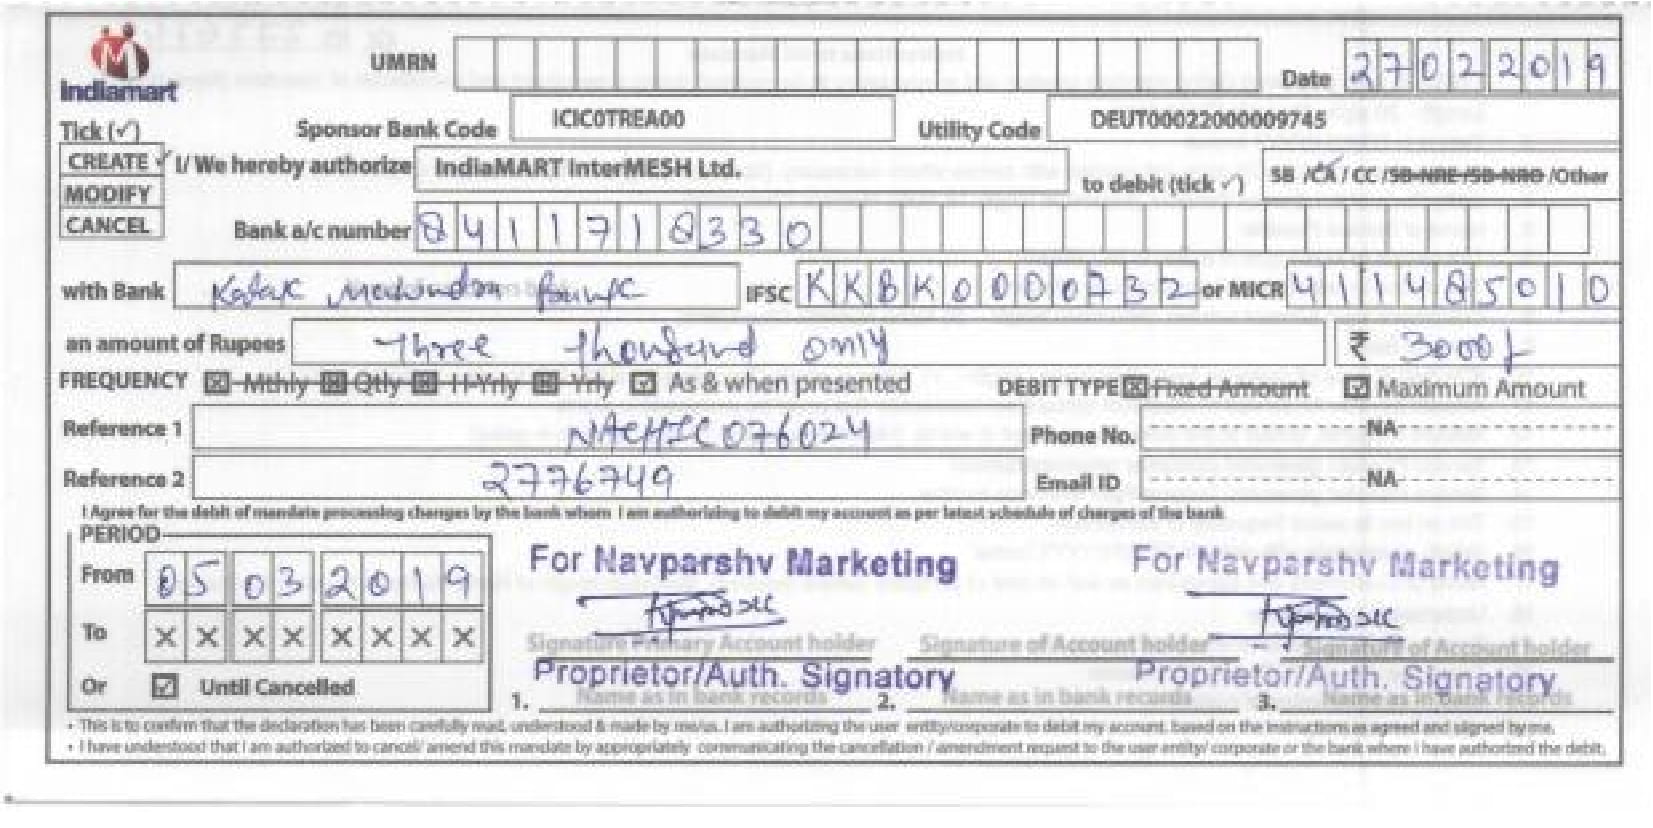 indiamart
UMRN
Date 27022019
Tick (✓)
Sponsor Bank Code ICIC0TREA00 Utility Code DEUT00022000009745
CREATE ✓ I/ We hereby authorize IndiaMART InterMESH Ltd. to debit (tick ✓) SB /CA / CC /SB-NRE /SB-NRO /Other
MODIFY
CANCEL
Bank a/c number 8411718330
with Bank Kotak Mahindra Bank IFSC KKBK0000732 or MICR 411485010
an amount of Rupees Three Thousand only ₹ 3000/-
FREQUENCY ☒ Mthly ☒ Qtly ☒ H-Yrly ☒ Yrly ☑ As & when presented DEBIT TYPE ☒ Fixed Amount ☑ Maximum Amount
Reference 1 NACHIC076024 Phone No. NA
Reference 2 2776749 Email ID NA
I Agree for the debit of mandate processing charges by the bank whom I am authorizing to debit my account as per latest schedule of charges of the bank
PERIOD
From 05032019
To X X X X X X X X
Or ☑ Until Cancelled
For Navparshv Marketing For Navparshv Marketing
Signature Primary Account holder Signature of Account holder Signature of Account holder
Proprietor/Auth. Signatory Proprietor/Auth. Signatory
1. Name as in bank records 2. Name as in bank records 3. Name as in bank records
• This is to confirm that the declaration has been carefully read, understood & made by me/us. I am authorizing the user entity/corporate to debit my account, based on the instructions as agreed and signed by me.
• I have understood that I am authorized to cancel/ amend this mandate by appropriately communicating the cancellation / amendment request to the user entity/ corporate or the bank where I have authorized the debit.